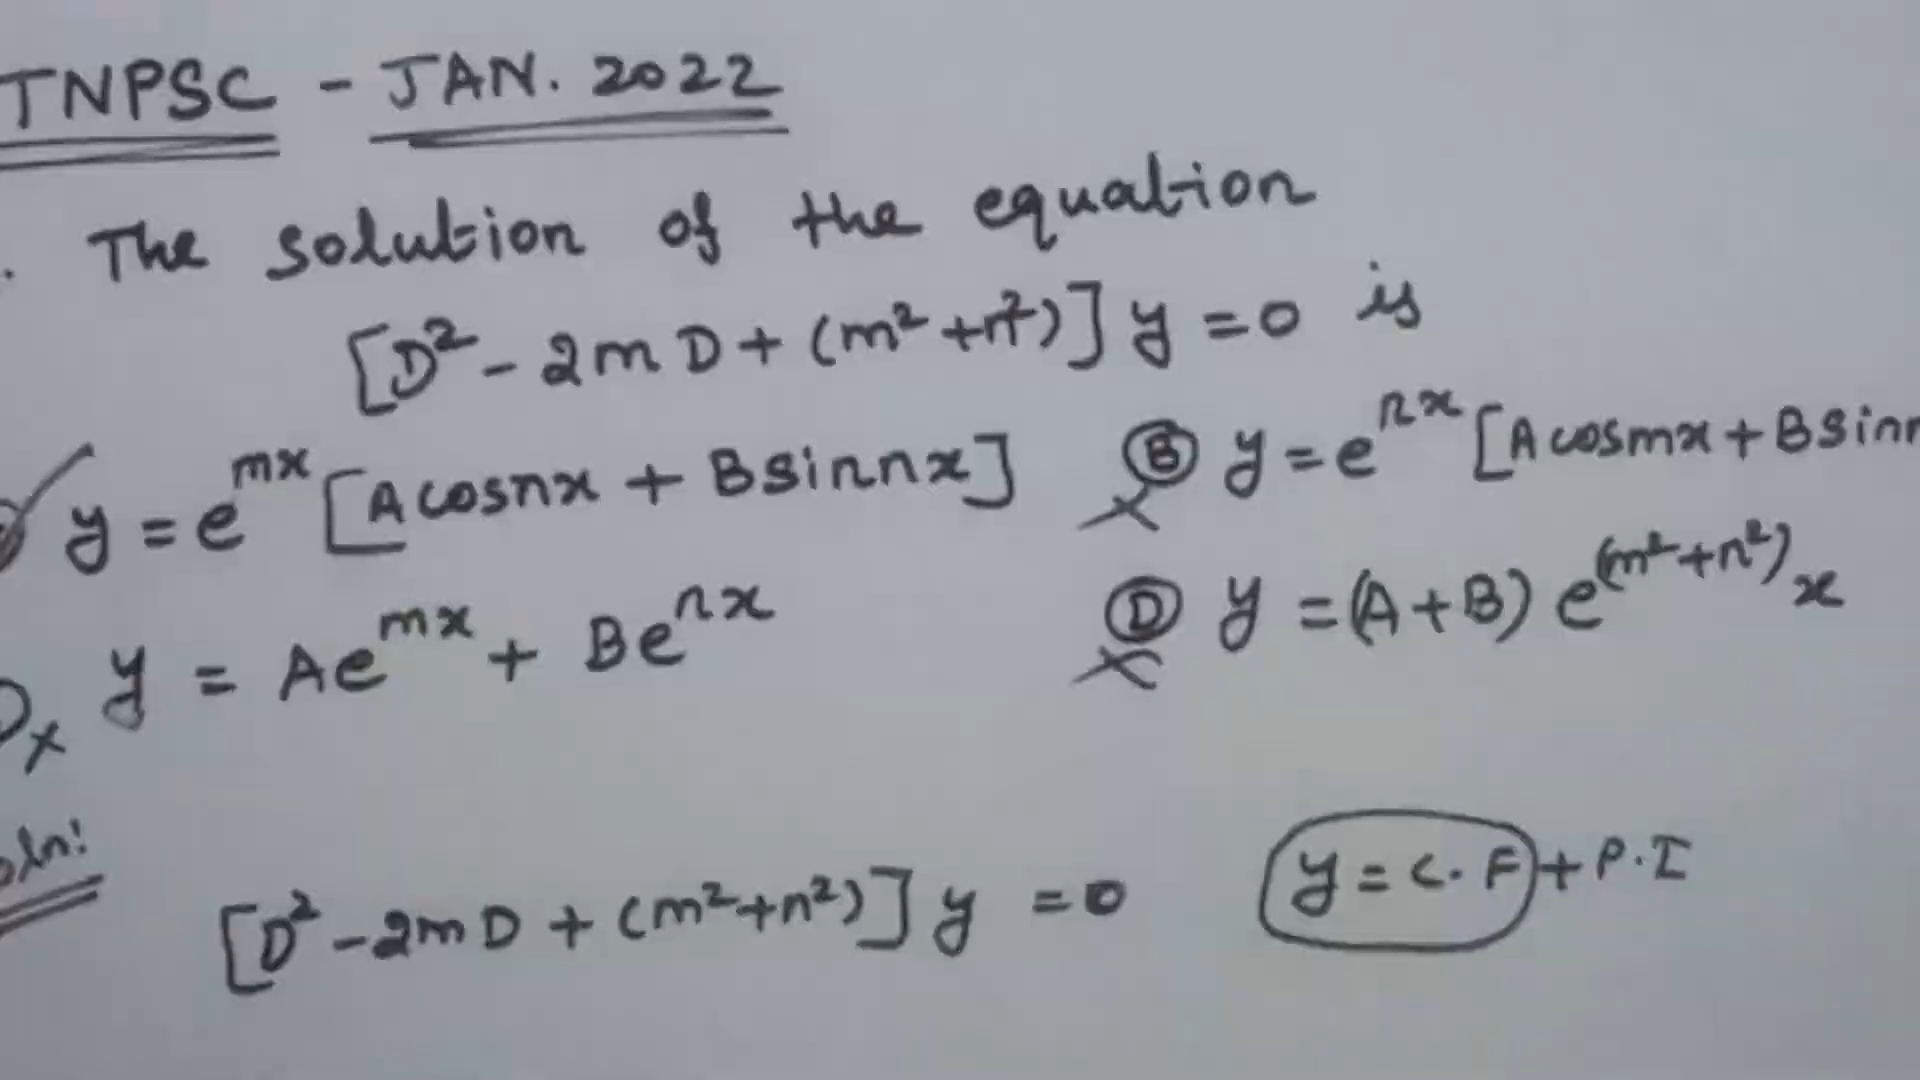 TNPSC - JAN. 2022
. The solution of the equation
[D² - 2mD + (m² + n²)] y = 0 is
y = e^mx [A cosnx + B sinnx] Ⓑ y = e^nx [A cosmx + B sin
y = Ae^mx + Be^nx Ⓓ y = (A+B) e^(m²+n²)x
oln:
[D² - 2mD + (m²+n²)] y = 0 y = C.F + P.I